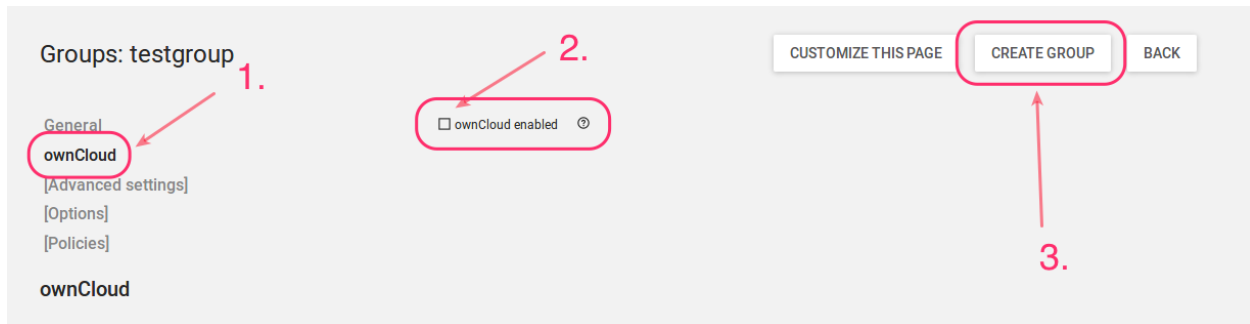 Groups: testgroup
1.
2.
CUSTOMIZE THIS PAGE
CREATE GROUP
BACK
General
ownCloud enabled
ownCloud
[Advanced settings]
[Options]
[Policies]
3.
ownCloud